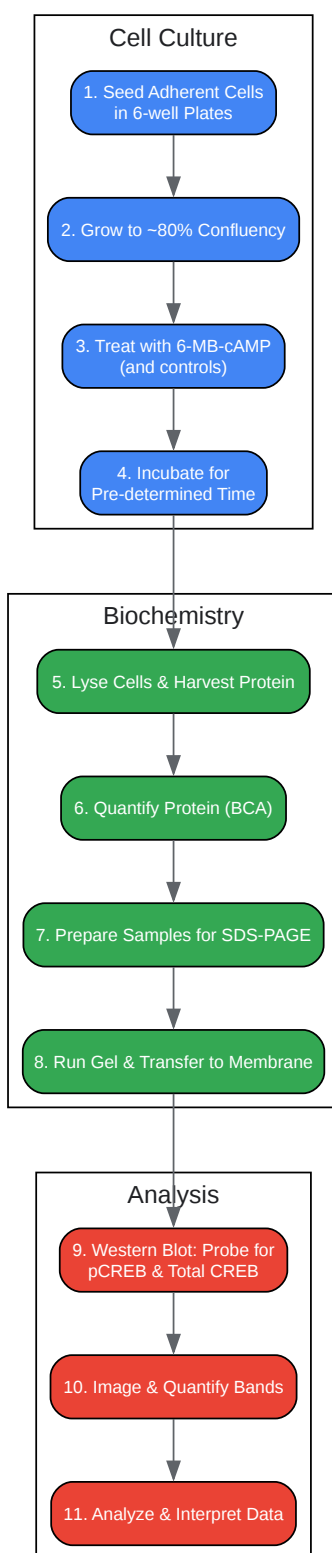 Cell Culture
1. Seed Adherent Cells
in 6-well Plates
2. Grow to ~80% Confluency
3. Treat with 6-MB-cAMP
(and controls)
4. Incubate for
Pre-determined Time
Biochemistry
5. Lyse Cells & Harvest Protein
6. Quantify Protein (BCA)
7. Prepare Samples for SDS-PAGE
8. Run Gel & Transfer to Membrane
Analysis
9. Western Blot: Probe for
pCREB & Total CREB
10. Image & Quantify Bands
11. Analyze & Interpret Data